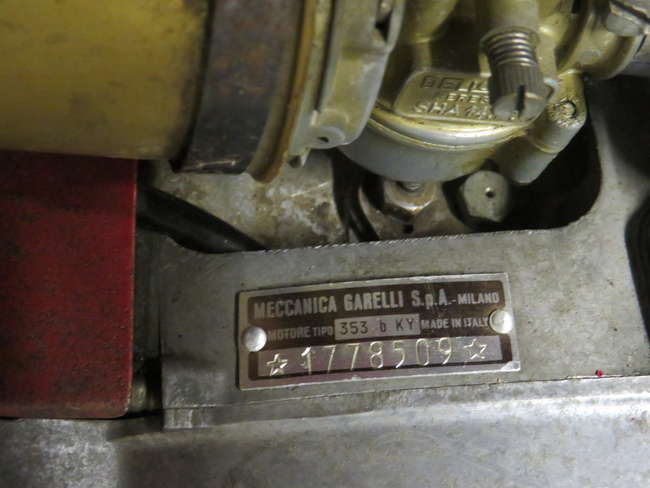 MECCANICA GARELLI S.p.A.-MILANO
MOTORE TIPO 353 b KY MADE IN ITALY
☆1778509☆